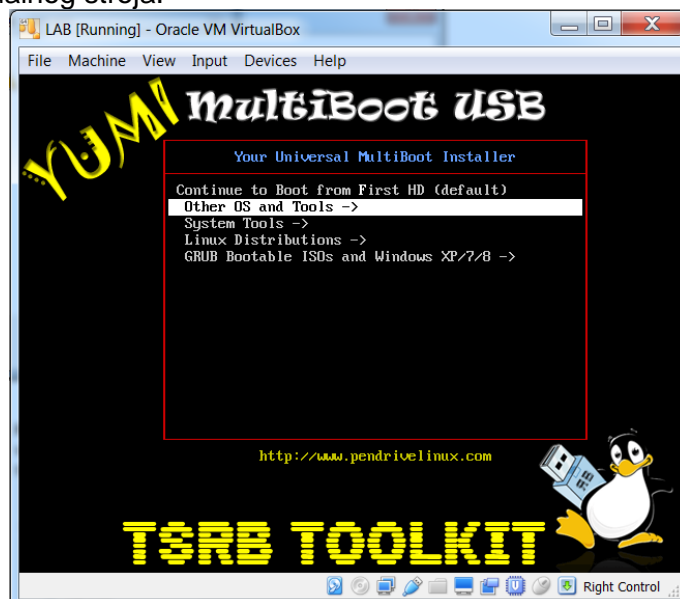 LAB [Running] - Oracle VM VirtualBox
File Machine View Input Devices Help
YUMI MultiBoot USB
Your Universal MultiBoot Installer
Continue to Boot from First HD (default)
Other OS and Tools ->
System Tools ->
Linux Distributions ->
GRUB Bootable ISOs and Windows XP/7/8 ->
http://www.pendrivelinux.com
TSRB TOOLKIT
Right Control